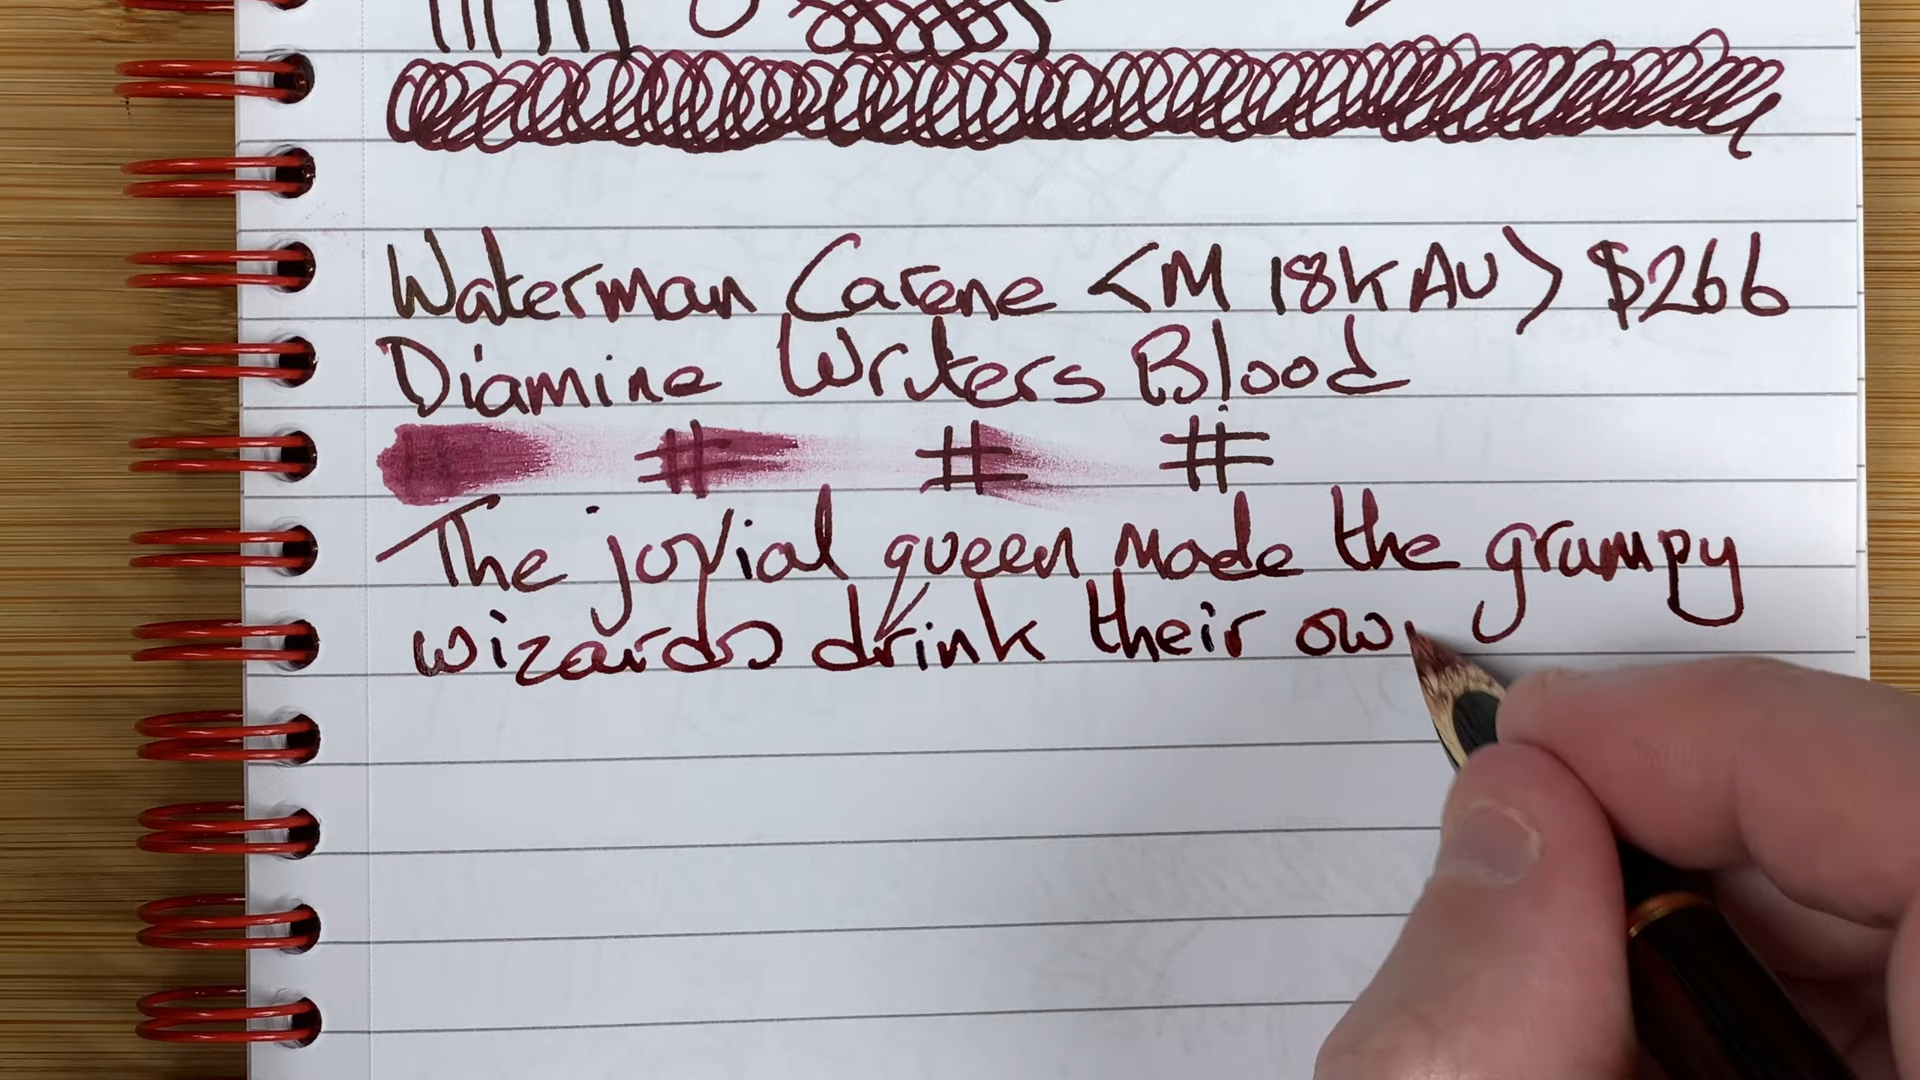 Waterman Carene <M 18K AU> $266
Diamine Writers Blood
# # #
The jovial queen made the grumpy
wizards drink their ow